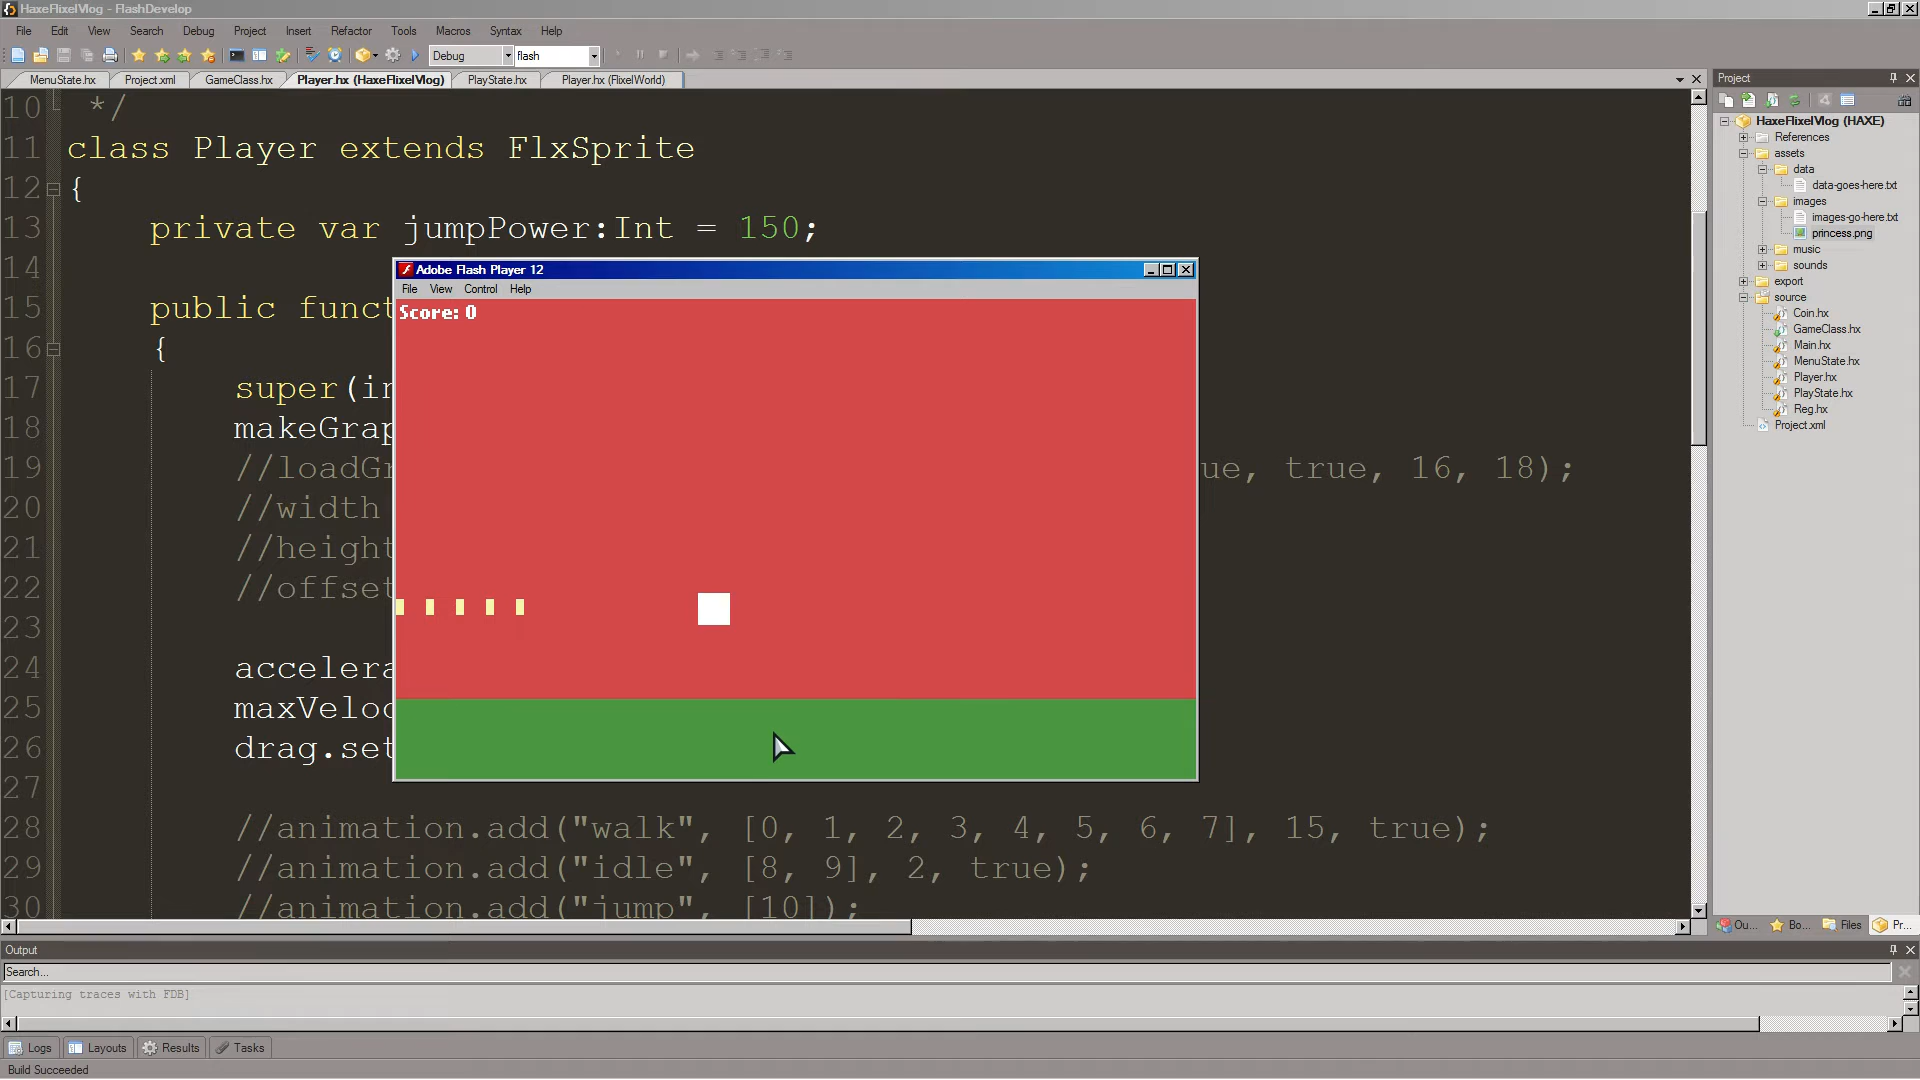 HaxeFlixelVlog - FlashDevelop
File Edit View Search Debug Project Insert Refactor Tools Macros Syntax Help
Debug flash
MenuState.hx Project.xml GameClass.hx Player.hx (HaxeFlixelVlog) PlayState.hx Player.hx (FlixelWorld)
10 */
11 class Player extends FlxSprite
12 {
13 private var jumpPower:Int = 150;
14
15 public funct
16 {
17 super(in
18 makeGrap
19 //loadGr ue, true, 16, 18);
20 //width
21 //height
22 //offset
23
24 accelera
25 maxVeloc
26 drag.set
27
28 //animation.add("walk", [0, 1, 2, 3, 4, 5, 6, 7], 15, true);
29 //animation.add("idle", [8, 9], 2, true);
30 //animation.add("jump", [10]);
Adobe Flash Player 12
File View Control Help
Score: 0
Project
HaxeFlixelVlog (HAXE)
References
assets
data
data-goes-here.txt
images
images-go-here.txt
princess.png
music
sounds
export
source
Coin.hx
GameClass.hx
Main.hx
MenuState.hx
Player.hx
PlayState.hx
Reg.hx
Project.xml
Ou... Bo... Files Pr...
Output
Search...
[Capturing traces with FDB]
Logs Layouts Results Tasks
Build Succeeded